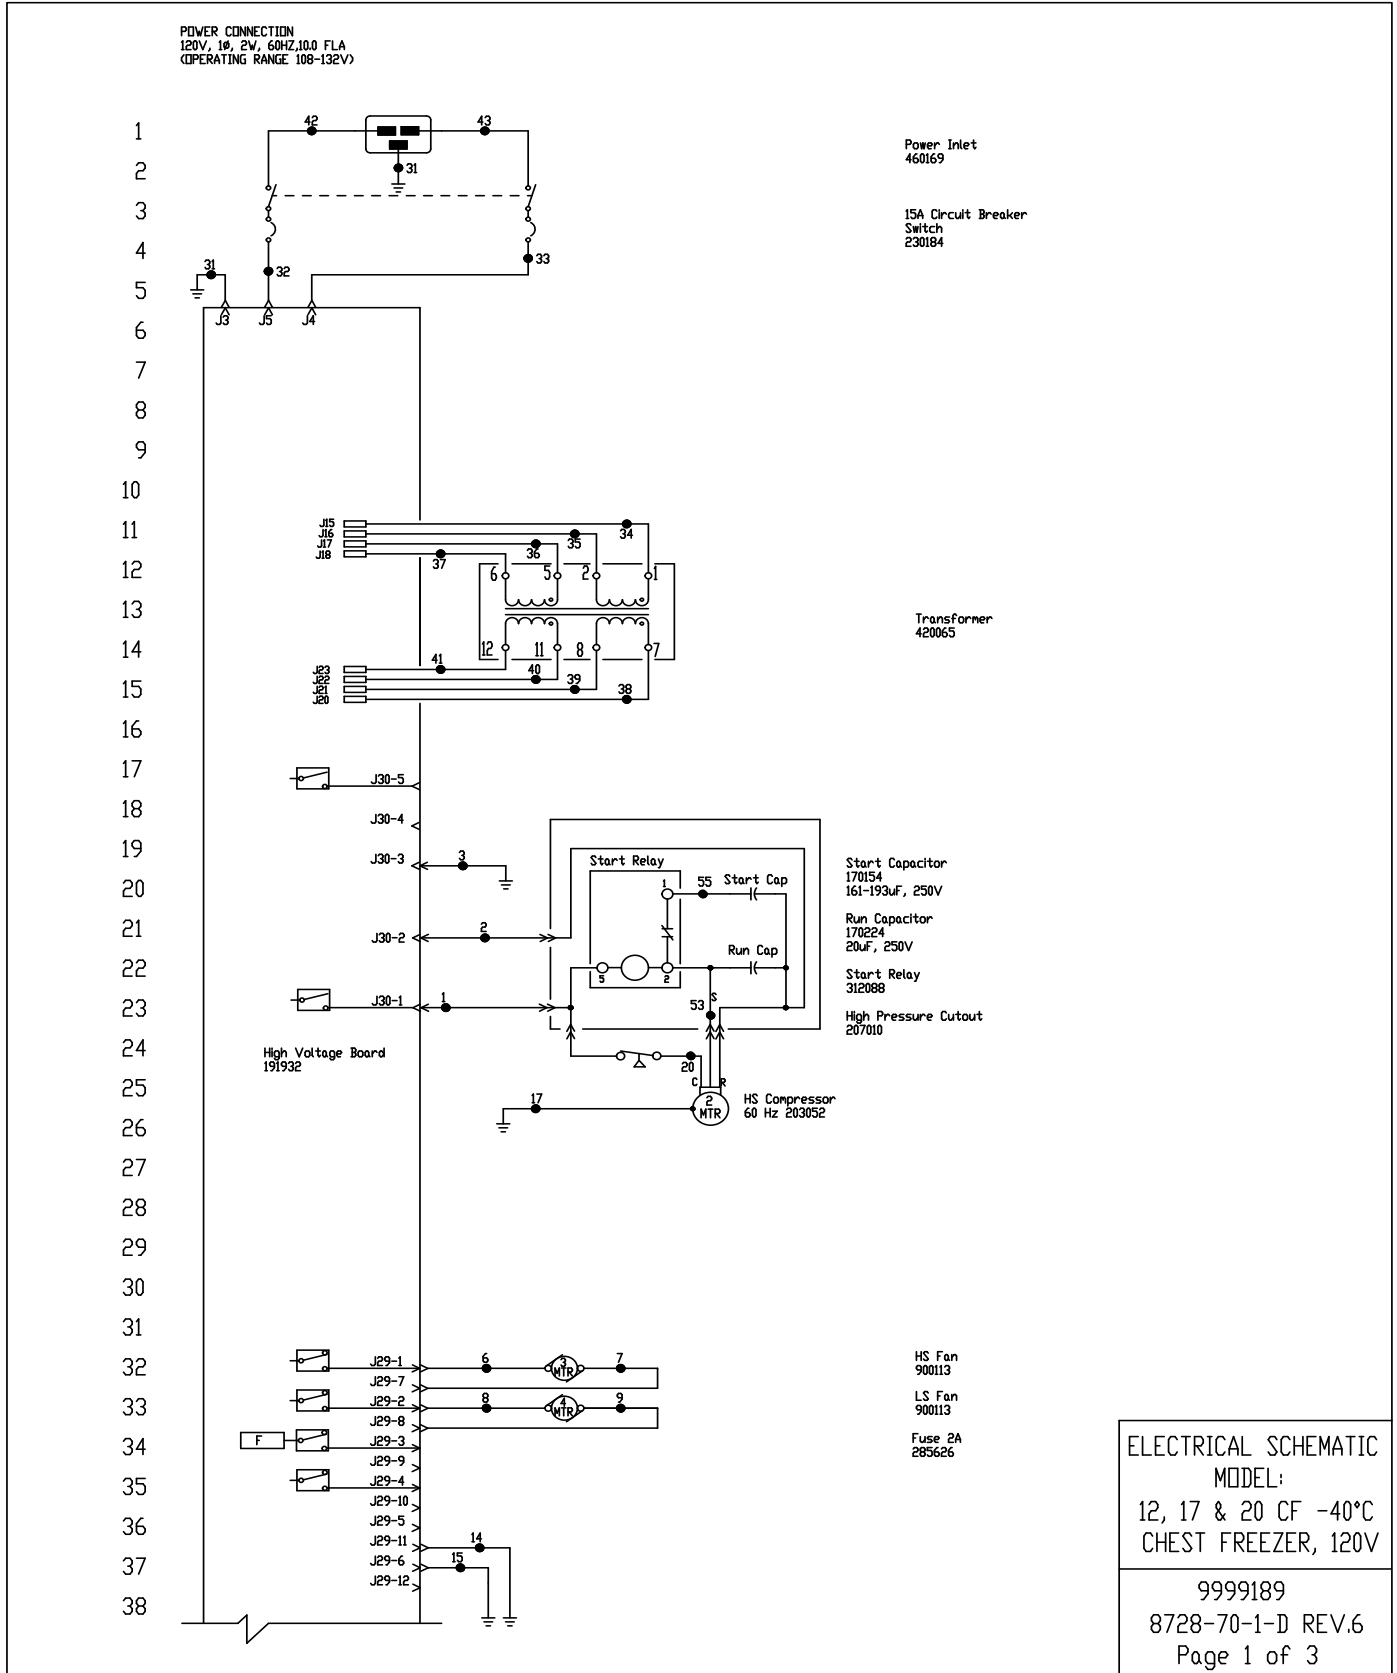 POWER CONNECTION
120V, 1ø, 2W, 60HZ,10.0 FLA
(OPERATING RANGE 108-132V)
1
42
43
Power Inlet
460169
2
31
3
15A Circuit Breaker
Switch
230184
4
33
31
32
5
J3
J5
J4
6
7
8
9
10
11
J15
J16
J17
J18
34
35
36
37
12
6
5
2
1
13
Transformer
420065
14
12
11
8
7
41
40
39
38
J23
J22
J21
J20
15
16
17
J30-5
18
J30-4
19
J30-3
3
Start Relay
Start Capacitor
170154
161-193uF, 250V
20
1
55
Start Cap
21
J30-2
2
Run Capacitor
170224
20uF, 250V
22
Run Cap
5
2
Start Relay
312088
23
J30-1
1
53
S
High Pressure Cutout
207010
24
High Voltage Board
191932
20
25
C
R
17
2
MTR
HS Compressor
60 Hz 203052
26
27
28
29
30
31
32
J29-1
6
3
MTR
7
HS Fan
900113
J29-7
33
J29-2
8
4
MTR
9
LS Fan
900113
J29-8
34
F
J29-3
Fuse 2A
285626
J29-9
35
J29-4
J29-10
36
J29-5
J29-11
14
37
J29-6
15
J29-12
38
ELECTRICAL SCHEMATIC
MODEL:
12, 17 & 20 CF -40°C
CHEST FREEZER, 120V
9999189
8728-70-1-D REV.6
Page 1 of 3